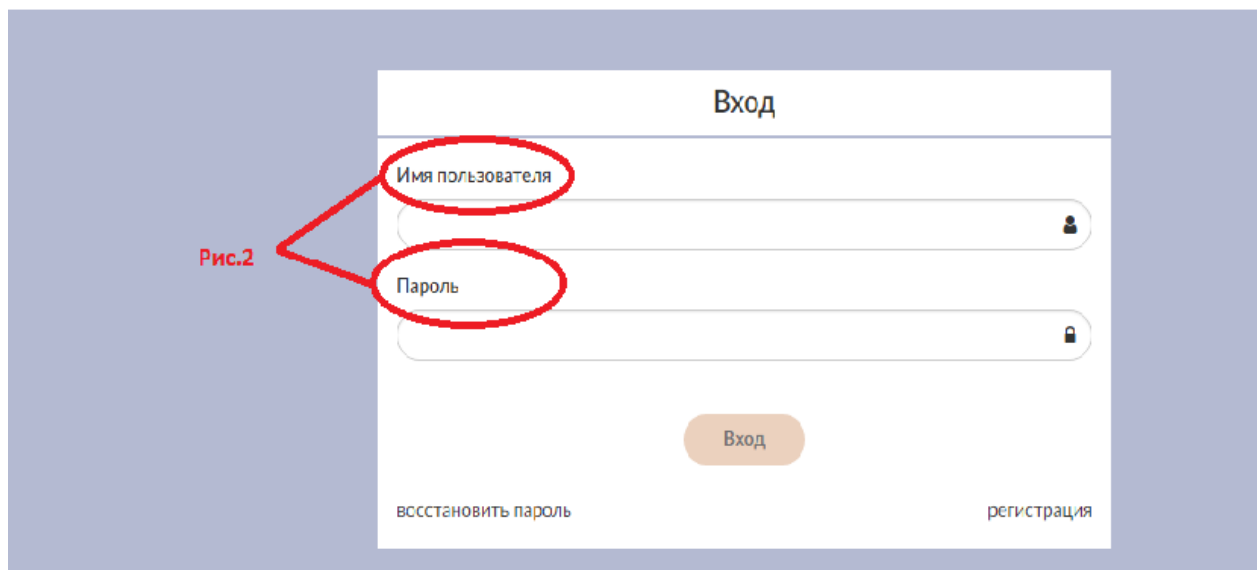 Вход
Имя пользователя
Рис.2
Пароль
Вход
восстановить пароль
регистрация